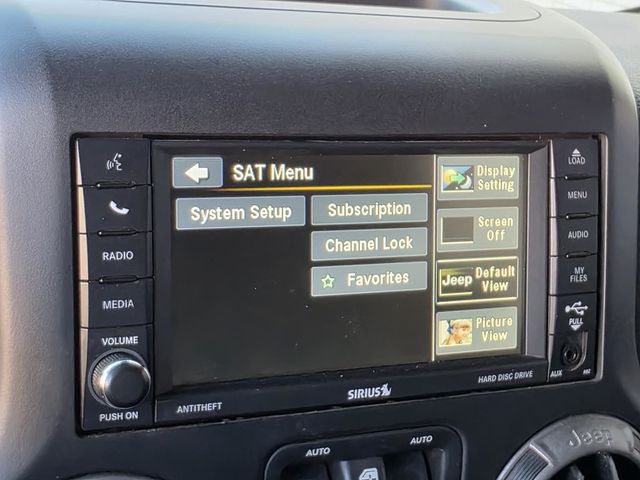 SAT Menu
System Setup
Subscription
Channel Lock
Favorites
Display
Setting
Screen
Off
Jeep
Default
View
Picture
View
RADIO
MEDIA
VOLUME
PUSH ON
LOAD
MENU
AUDIO
MY
FILES
PULL
AUX
ANTITHEFT
SIRIUS
HARD DISC DRIVE
AUTO
AUTO
Jeep